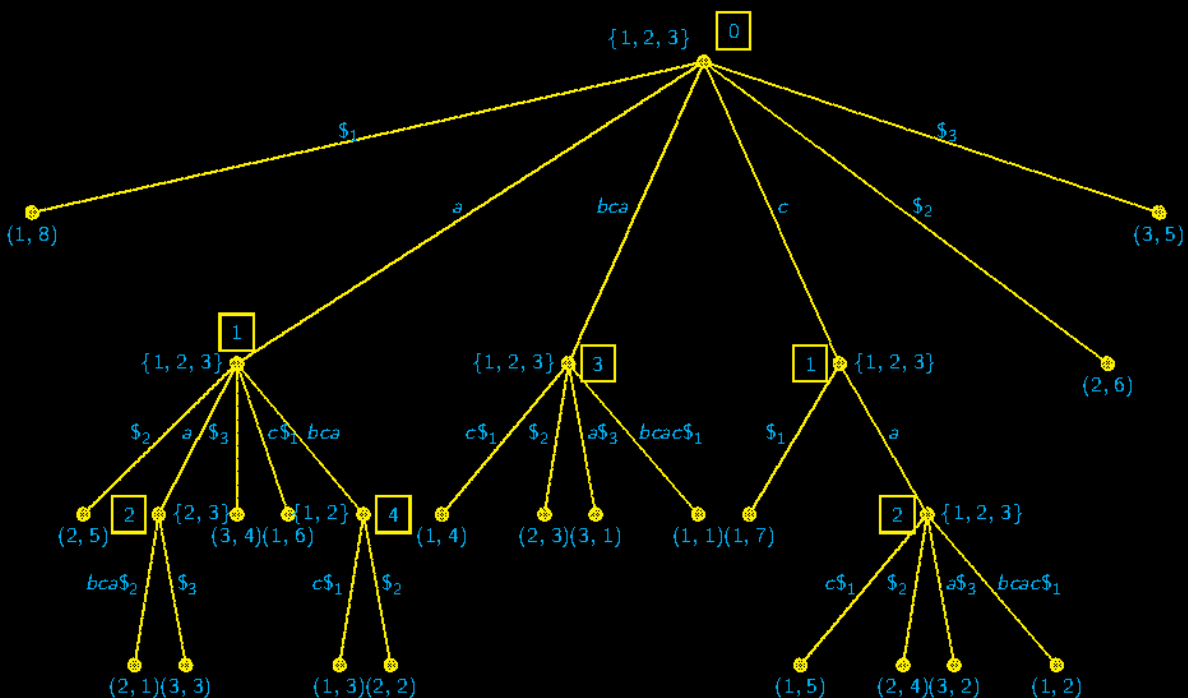 {1, 2, 3} 0
$1 $3
a bca c $2
(1, 8) (3, 5)
1
{1, 2, 3} {1, 2, 3} 3 1 {1, 2, 3}
(2, 6)
$2 a $3 c$1 bca c$1 $2 a$3 bcac$1 $1 a
2 {2, 3} {1, 2} 4 2 {1, 2, 3}
(2, 5) (3, 4)(1, 6) (1, 4) (2, 3)(3, 1) (1, 1)(1, 7)
bca$2 $3 c$1 $2 c$1 $2 a$3 bcac$1
(2, 1)(3, 3) (1, 3)(2, 2) (1, 5) (2, 4)(3, 2) (1, 2)